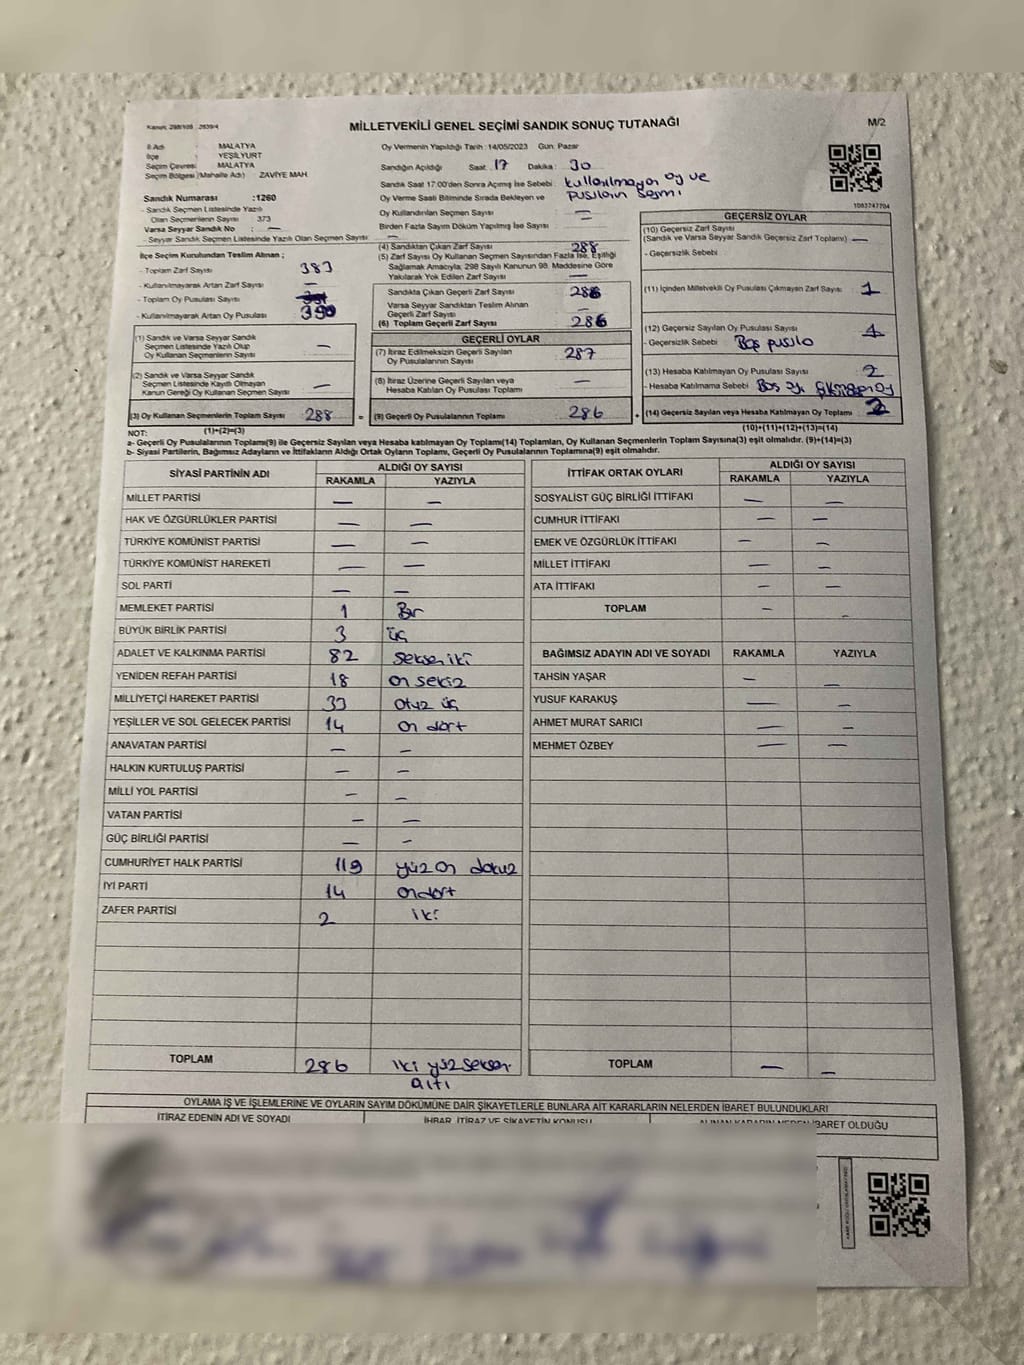 Kanun: 298/105 , 2839/4
MİLLETVEKİLİ GENEL SEÇİMİ SANDIK SONUÇ TUTANAĞI
M/2
İl Adı : MALATYA
İlçe : YEŞİLYURT
Seçim Çevresi : MALATYA
Seçim Bölgesi (Mahalle Adı) : ZAVİYE MAH.
Oy Vermenin Yapıldığı Tarih : 14/05/2023 Gün: Pazar
Sandığın Açıldığı Saat : 17 Dakika : 30
Sandık Saat 17:00'den Sonra Açılmış İse Sebebi : kullanılmayan oy ve pusuların sayımı
Oy Verme Saati Bitiminde Sırada Bekleyen ve
Oy Kullandırılan Seçmen Sayısı —
Birden Fazla Sayım Döküm Yapılmış İse Sayısı : —
1083747704
Sandık Numarası :1260
- Sandık Seçmen Listesinde Yazılı
Olan Seçmenlerin Sayısı 373
Varsa Seyyar Sandık No : —
- Seyyar Sandık Seçmen Listesinde Yazılı Olan Seçmen Sayısı : —
İlçe Seçim Kurulundan Teslim Alınan ;
- Toplam Zarf Sayısı 383
- Kullanılmayarak Artan Zarf Sayısı —
- Toplam Oy Pusulası Sayısı
- Kullanılmayarak Artan Oy Pusulası 390
(1) Sandık ve Varsa Seyyar Sandık
Seçmen Listesinde Yazılı Olup
Oy Kullanan Seçmenlerin Sayısı —
(2) Sandık ve Varsa Seyyar Sandık
Seçmen Listesinde Kayıtlı Olmayan
Kanun Gereği Oy Kullanan Seçmen Sayısı —
(3) Oy Kullanan Seçmenlerin Toplam Sayısı 288
(1)+(2)=(3)
(4) Sandıktan Çıkan Zarf Sayısı 288
(5) Zarf Sayısı Oy Kullanan Seçmen Sayısından Fazla İse, Eşitliği
Sağlamak Amacıyla, 298 Sayılı Kanunun 98. Maddesine Göre
Yakılarak Yok Edilen Zarf Sayısı —
Sandıkta Çıkan Geçerli Zarf Sayısı 288
Varsa Seyyar Sandıktan Teslim Alınan
Geçerli Zarf Sayısı —
(6) Toplam Geçerli Zarf Sayısı 286
GEÇERLİ OYLAR
(7) İtiraz Edilmeksizin Geçerli Sayılan
Oy Pusulalarının Sayısı 287
(8) İtiraz Üzerine Geçerli Sayılan veya
Hesaba Katılan Oy Pusulası Toplamı —
= (9) Geçerli Oy Pusulalarının Toplamı 286
GEÇERSİZ OYLAR
(10) Geçersiz Zarf Sayısı
(Sandık ve Varsa Seyyar Sandık Geçersiz Zarf Toplamı) —
- Geçersizlik Sebebi
(11) İçinden Milletvekili Oy Pusulası Çıkmayan Zarf Sayısı : 1
(12) Geçersiz Sayılan Oy Pusulası Sayısı 1
- Geçersizlik Sebebi Boş pusulo
(13) Hesaba Katılmayan Oy Pusulası Sayısı 2
- Hesaba Katılmama Sebebi Boş
+ (14) Geçersiz Sayılan veya Hesaba Katılmayan Oy Toplamı 2
(10)+(11)+(12)+(13)=(14)
NOT:
a- Geçerli Oy Pusulalarının Toplamı(9) ile Geçersiz Sayılan veya Hesaba katılmayan Oy Toplamı(14) Toplamları, Oy Kullanan Seçmenlerin Toplam Sayısına(3) eşit olmalıdır. (9)+(14)=(3)
b- Siyasi Partilerin, Bağımsız Adayların ve İttifakların Aldığı Oyların Toplamı, Geçerli Oy Pusulalarının Toplamına(9) eşit olmalıdır.
SİYASİ PARTİNİN ADI ALDIĞI OY SAYISI
RAKAMLA YAZIYLA
MİLLET PARTİSİ — —
HAK VE ÖZGÜRLÜKLER PARTİSİ — —
TÜRKİYE KOMÜNİST PARTİSİ — —
TÜRKİYE KOMÜNİST HAREKETİ — —
SOL PARTİ — —
MEMLEKET PARTİSİ 1 Bir
BÜYÜK BİRLİK PARTİSİ 3 üç
ADALET VE KALKINMA PARTİSİ 82 seksen iki
YENİDEN REFAH PARTİSİ 18 on sekiz
MİLLİYETÇİ HAREKET PARTİSİ 33 otuz üç
YEŞİLLER VE SOL GELECEK PARTİSİ 14 on dört
ANAVATAN PARTİSİ — —
HALKIN KURTULUŞ PARTİSİ — —
MİLLİ YOL PARTİSİ — —
VATAN PARTİSİ — —
GÜÇ BİRLİĞİ PARTİSİ — —
CUMHURİYET HALK PARTİSİ 119 yüz on dokuz
İYİ PARTİ 14 ondört
ZAFER PARTİSİ 2 iki
TOPLAM 286 iki yüz seksen altı
İTTİFAK ORTAK OYLARI ALDIĞI OY SAYISI
RAKAMLA YAZIYLA
SOSYALİST GÜÇ BİRLİĞİ İTTİFAKI — —
CUMHUR İTTİFAKI — —
EMEK VE ÖZGÜRLÜK İTTİFAKI — —
MİLLET İTTİFAKI — —
ATA İTTİFAKI — —
TOPLAM — —
BAĞIMSIZ ADAYIN ADI VE SOYADI RAKAMLA YAZIYLA
TAHSİN YAŞAR — —
YUSUF KARAKUŞ — —
AHMET MURAT SARICI — —
MEHMET ÖZBEY — —
TOPLAM — —
OYLAMA İŞ VE İŞLEMLERİNE VE OYLARIN SAYIM DÖKÜMÜNE DAİR ŞİKAYETLERLE BUNLARA AİT KARARLARIN NELERDEN İBARET BULUNDUKLARI
İTİRAZ EDENİN ADI VE SOYADI İHBAR, İTİRAZ VE ŞİKAYETİN KONUSU ALINAN KARARIN NEDEN İBARET OLDUĞU